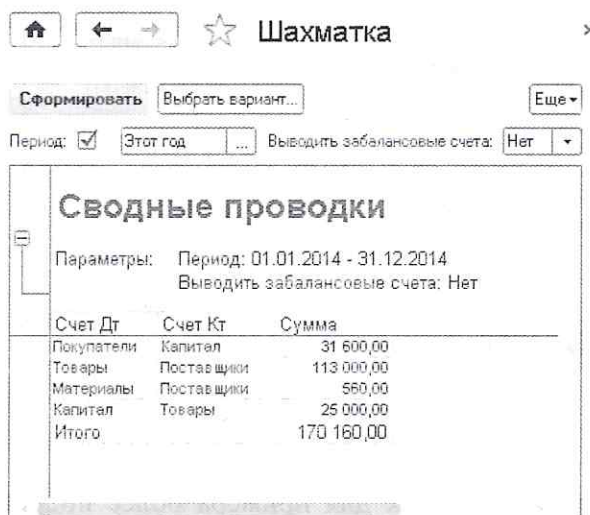 Шахматка
Сформировать Выбрать вариант... Еще
Период: Этот год ... Выводить забалансовые счета: Нет
Сводные проводки
Параметры: Период: 01.01.2014 - 31.12.2014
Выводить забалансовые счета: Нет
Счет Дт Счет Кт Сумма
Покупатели Капитал 31 600,00
Товары Поставщики 113 000,00
Материалы Поставщики 560,00
Капитал Товары 25 000,00
Итого 170 160,00